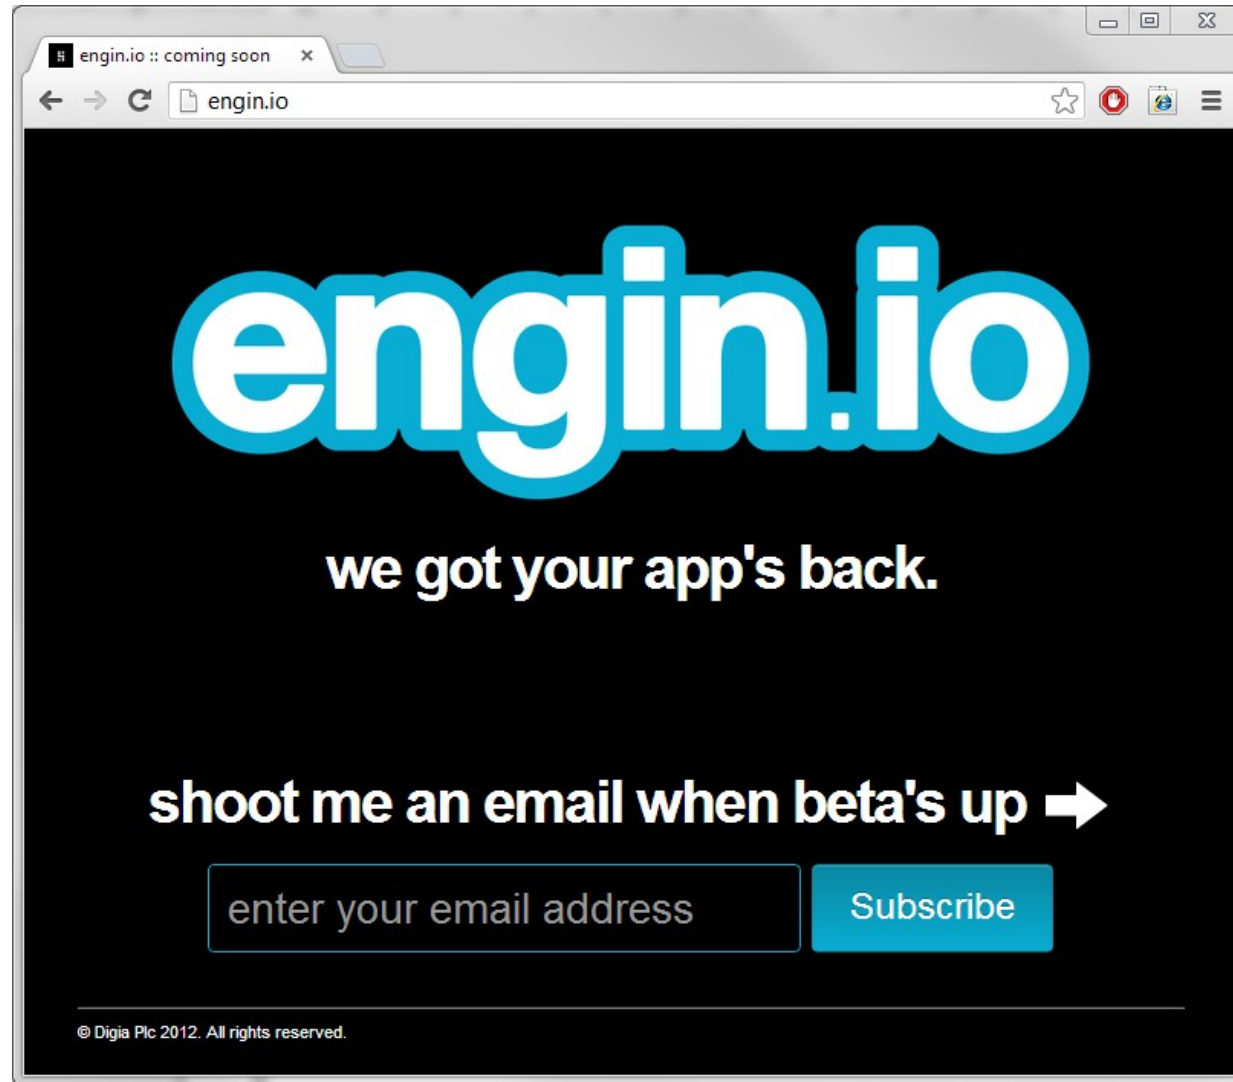 engin.io :: coming soon
engin.io
engin.io
we got your app's back.
shoot me an email when beta's up
enter your email address
Subscribe
© Digia Plc 2012. All rights reserved.